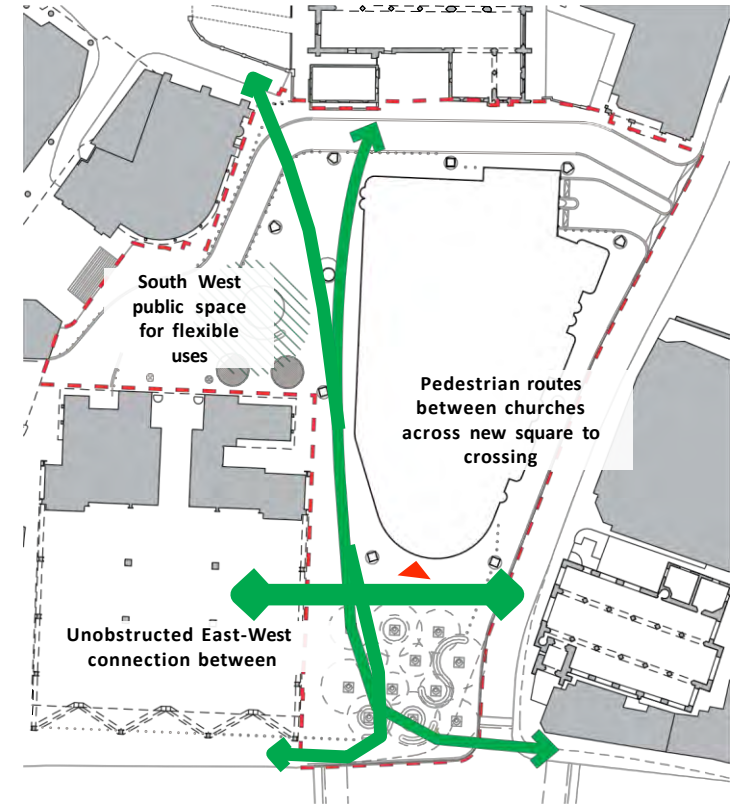 South West
public space
for flexible
uses
Pedestrian routes
between churches
across new square to
crossing
Unobstructed East-West
connection between